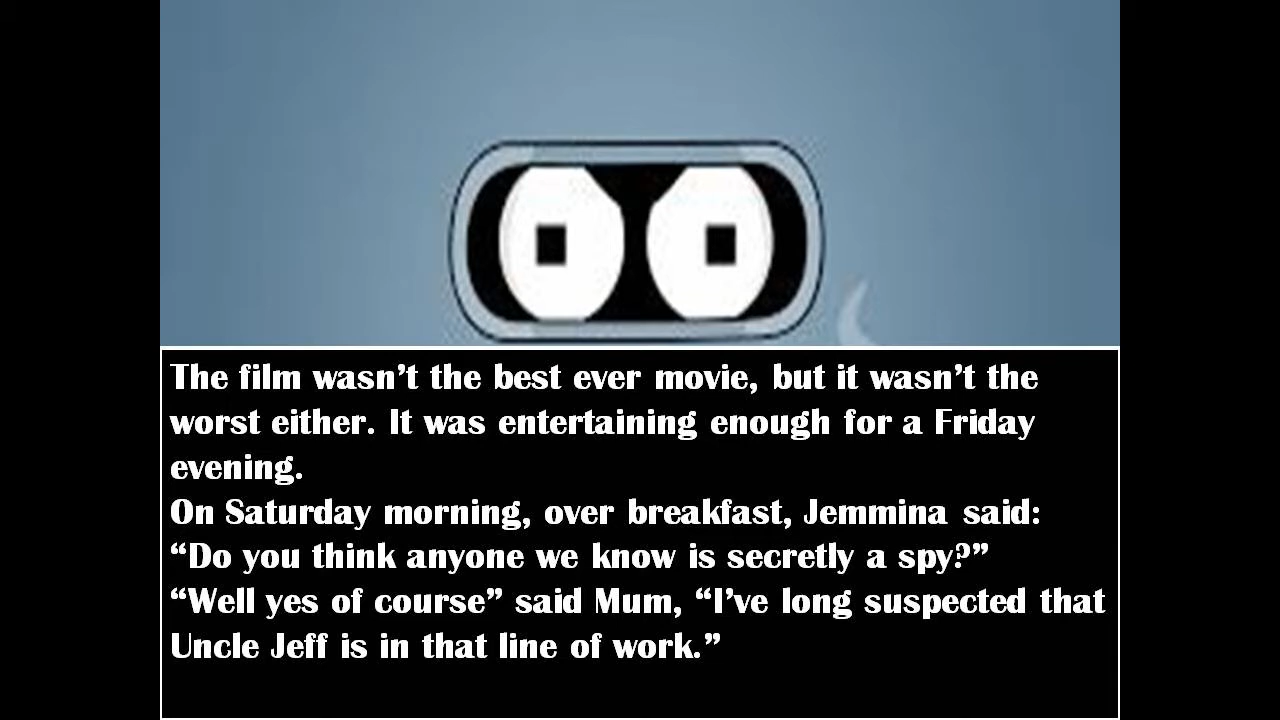 The film wasn’t the best ever movie, but it wasn’t the
worst either. It was entertaining enough for a Friday
evening.
On Saturday morning, over breakfast, Jemmina said:
“Do you think anyone we know is secretly a spy?”
“Well yes of course” said Mum, “I’ve long suspected that
Uncle Jeff is in that line of work.”